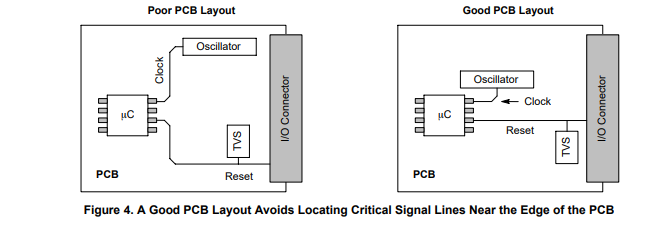 Poor PCB Layout
Oscillator
Clock
µC
TVS
I/O Connector
PCB
Reset
Good PCB Layout
Oscillator
Clock
µC
Reset
TVS
I/O Connector
PCB
Figure 4. A Good PCB Layout Avoids Locating Critical Signal Lines Near the Edge of the PCB